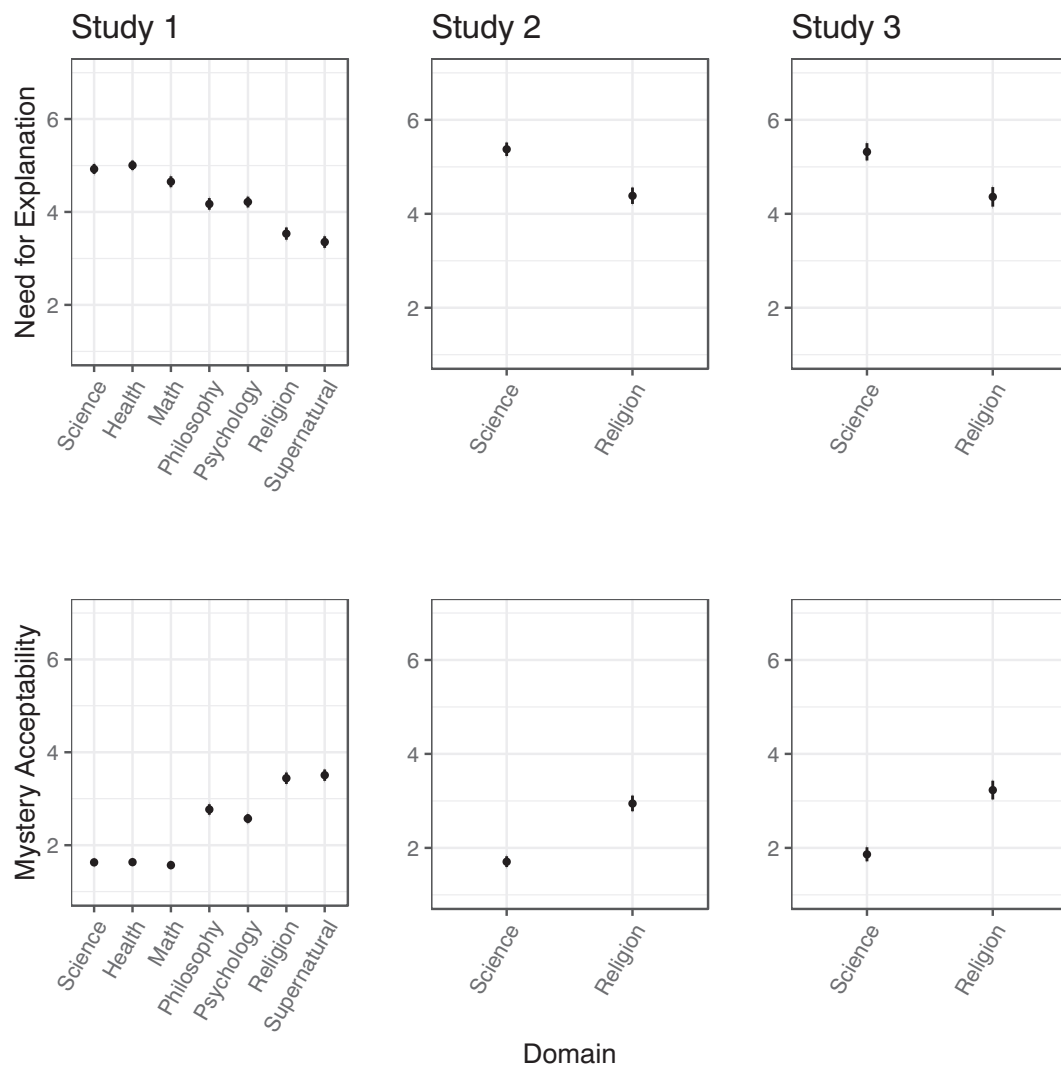 Study 1
Study 2
Study 3
Need for Explanation
6
4
2
Science
Health
Math
Philosophy
Psychology
Religion
Supernatural
6
4
2
Science
Religion
6
4
2
Science
Religion
Mystery Acceptability
6
4
2
Science
Health
Math
Philosophy
Psychology
Religion
Supernatural
6
4
2
Science
Religion
6
4
2
Science
Religion
Domain